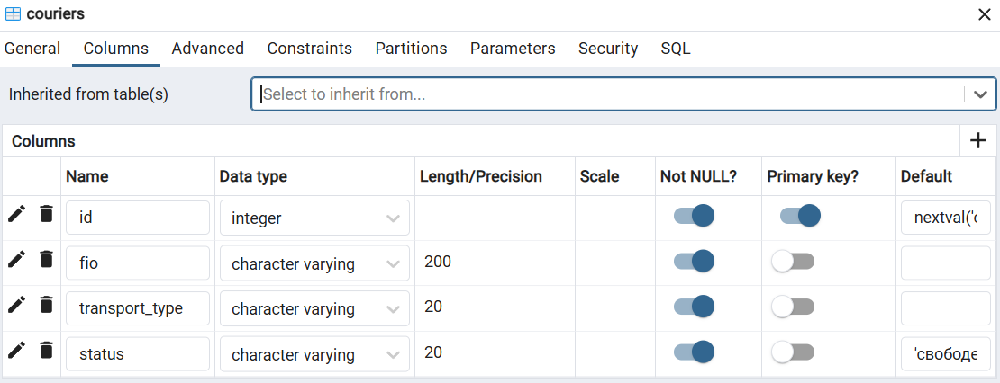 couriers
General Columns Advanced Constraints Partitions Parameters Security SQL
Inherited from table(s) Select to inherit from...
Columns
Name Data type Length/Precision Scale Not NULL? Primary key? Default
id integer nextval('c
fio character varying 200
transport_type character varying 20
status character varying 20 'свободе